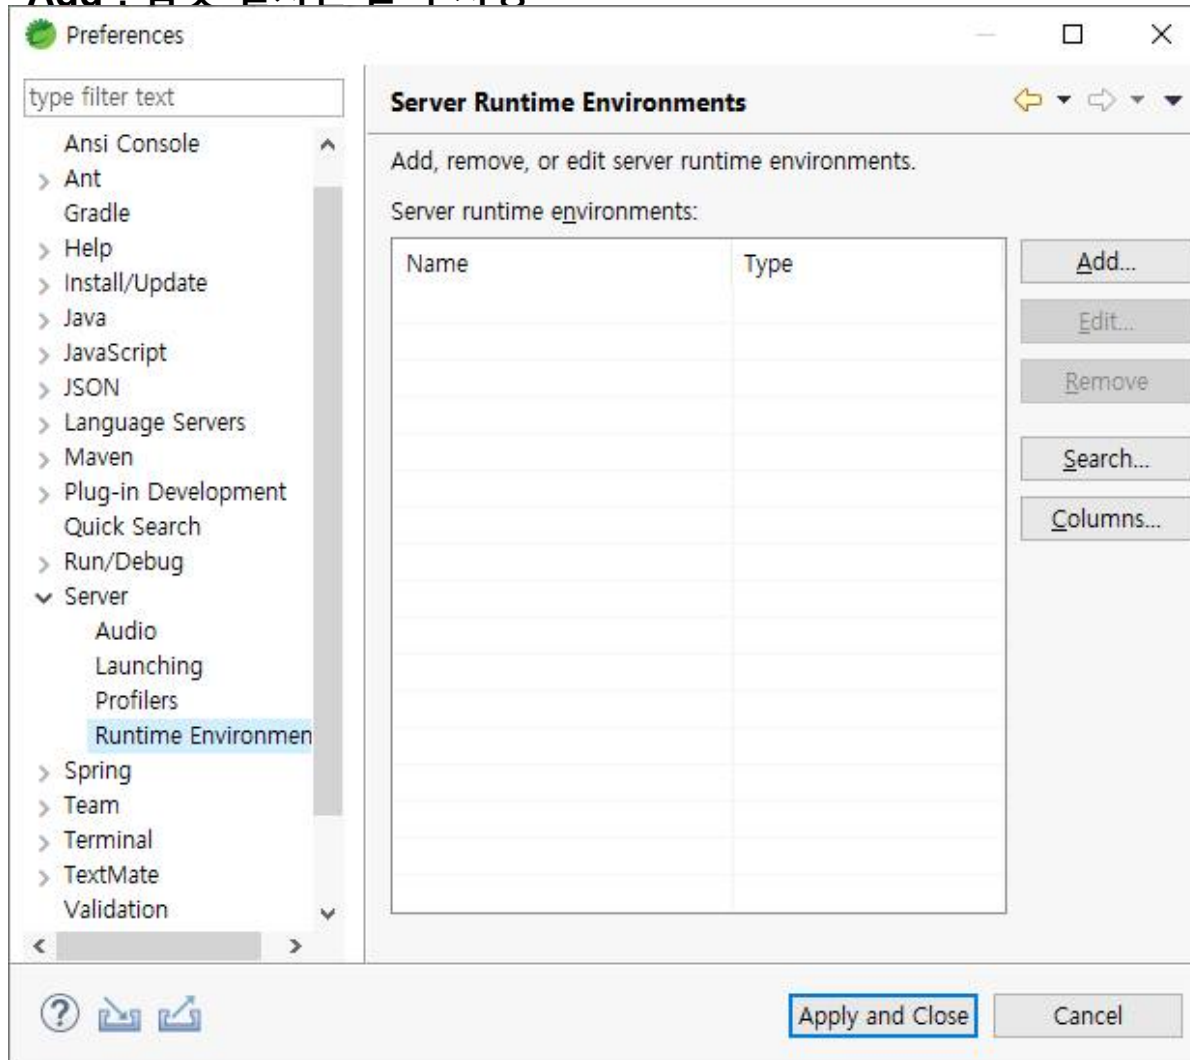 Add :
Preferences
type filter text
Ansi Console
Ant
Gradle
Help
Install/Update
Java
JavaScript
JSON
Language Servers
Maven
Plug-in Development
Quick Search
Run/Debug
Server
Audio
Launching
Profilers
Runtime Environmen
Spring
Team
Terminal
TextMate
Validation
Server Runtime Environments
Add, remove, or edit server runtime environments.
Server runtime environments:
Name Type
Add...
Edit...
Remove
Search...
Columns...
Apply and Close Cancel